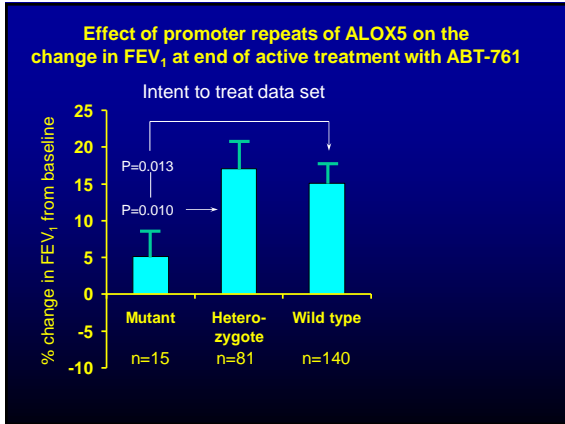 Effect of promoter repeats of ALOX5 on the
change in FEV₁ at end of active treatment with ABT-761
Intent to treat data set
% change in FEV₁ from baseline
25
20
15
10
5
0
-5
-10
P=0.013
P=0.010
Mutant
Hetero-
zygote
Wild type
n=15
n=81
n=140